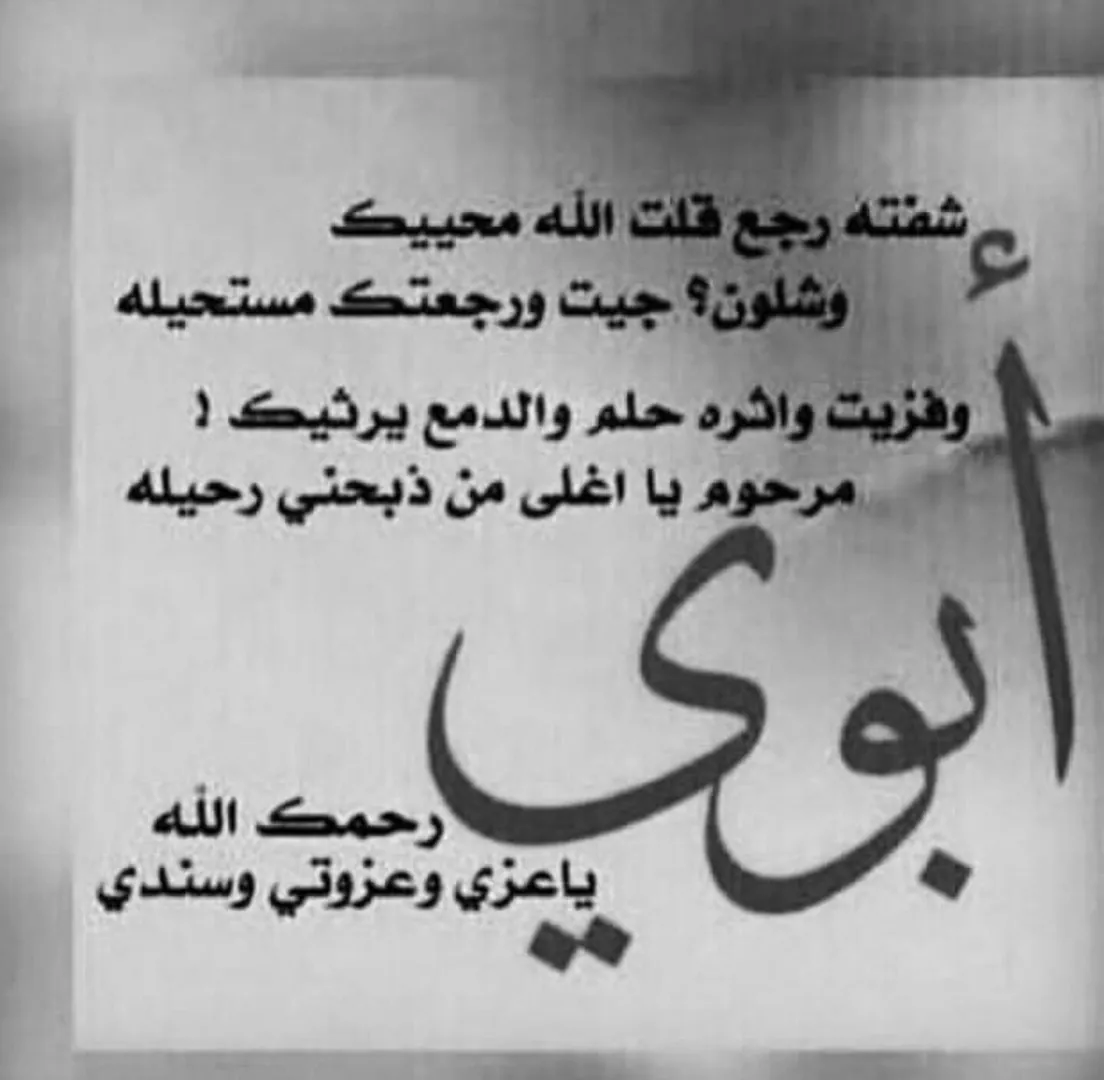 شفته رجع قلت الله محييك
وشلون؟ جيت ورجعتك مستحيله
وفزيت واثره حلم والدمع يرثيك !
مرحوم يا اغلى من ذبحني رحيله
أبوي
رحمك الله
ياعزي وعزوتي وسندي